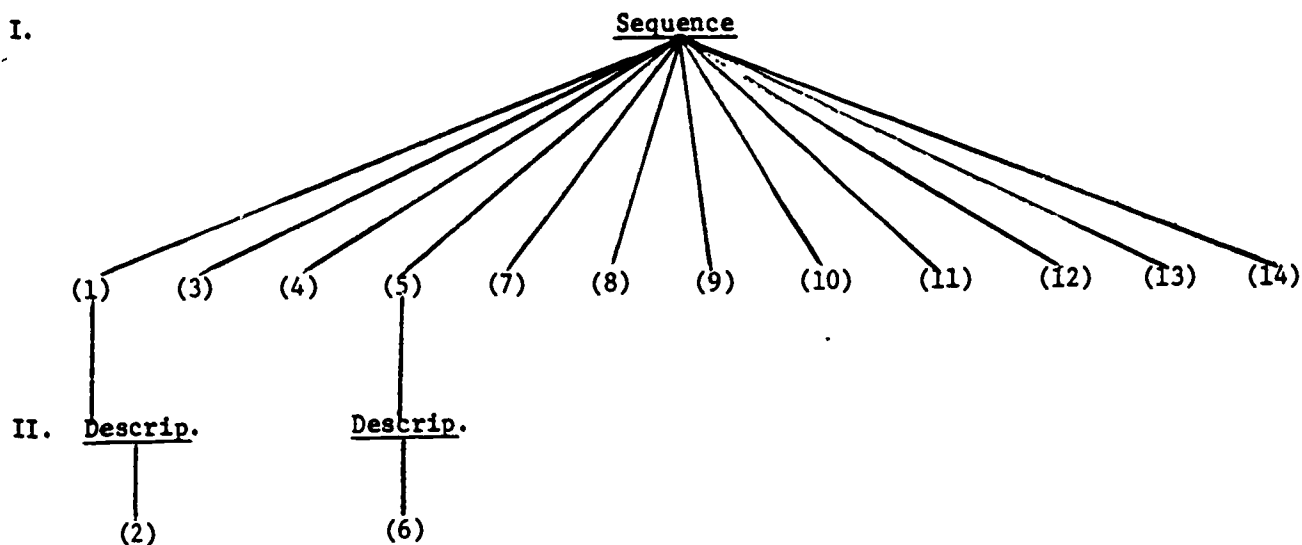 I. Sequence
(1) (3) (4) (5) (7) (8) (9) (10) (11) (12) (13) (14)
II. Descrip. Descrip.
(2) (6)